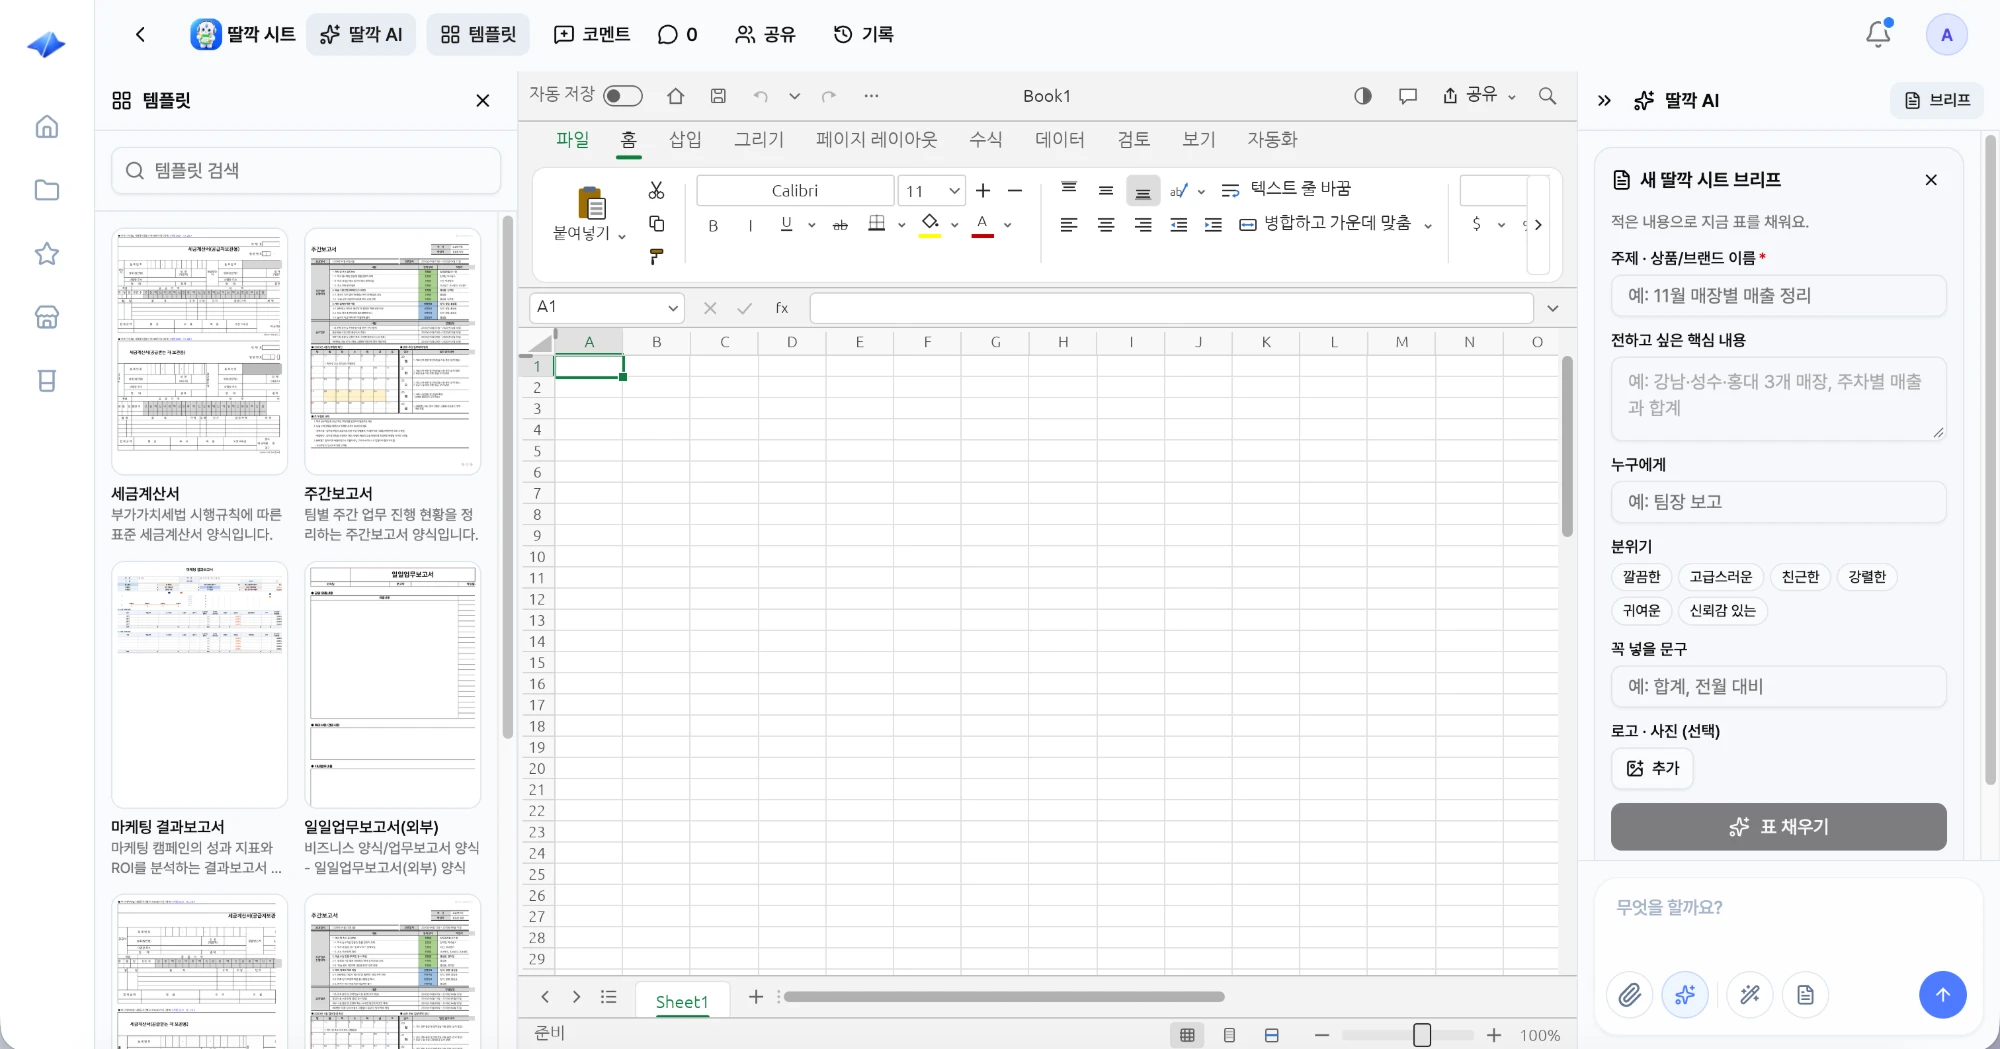 딸깍 시트
딸깍 AI
템플릿
코멘트
0
공유
기록
A
템플릿
템플릿 검색
세금계산서
부가가치세법 시행규칙에 따른
표준 세금계산서 양식입니다.
주간보고서
팀별 주간 업무 진행 현황을 정
리하는 주간보고서 양식입니다.
마케팅 결과보고서
마케팅 캠페인의 성과 지표와
ROI를 분석하는 결과보고서 ...
일일업무보고서
일일업무보고서(외부)
비즈니스 양식/업무보고서 양식
- 일일업무보고서(외부) 양식
주간보고서
자동 저장
Book1
공유
파일 홈 삽입 그리기 페이지 레이아웃 수식 데이터 검토 보기 자동화
붙여넣기
Calibri
11
텍스트 줄 바꿈
병합하고 가운데 맞춤
$
A1
fx
A B C D E F G H I J K L M N O
1
2
3
4
5
6
7
8
9
10
11
12
13
14
15
16
17
18
19
20
21
22
23
24
25
26
27
28
29
Sheet1
준비
100%
딸깍 AI
브리프
새 딸깍 시트 브리프
적은 내용으로 지금 표를 채워요.
주제 · 상품/브랜드 이름 *
예: 11월 매장별 매출 정리
전하고 싶은 핵심 내용
예: 강남·성수·홍대 3개 매장, 주차별 매출
과 합계
누구에게
예: 팀장 보고
분위기
깔끔한 고급스러운 친근한 강렬한
귀여운 신뢰감 있는
꼭 넣을 문구
예: 합계, 전월 대비
로고 · 사진 (선택)
추가
표 채우기
무엇을 할까요?